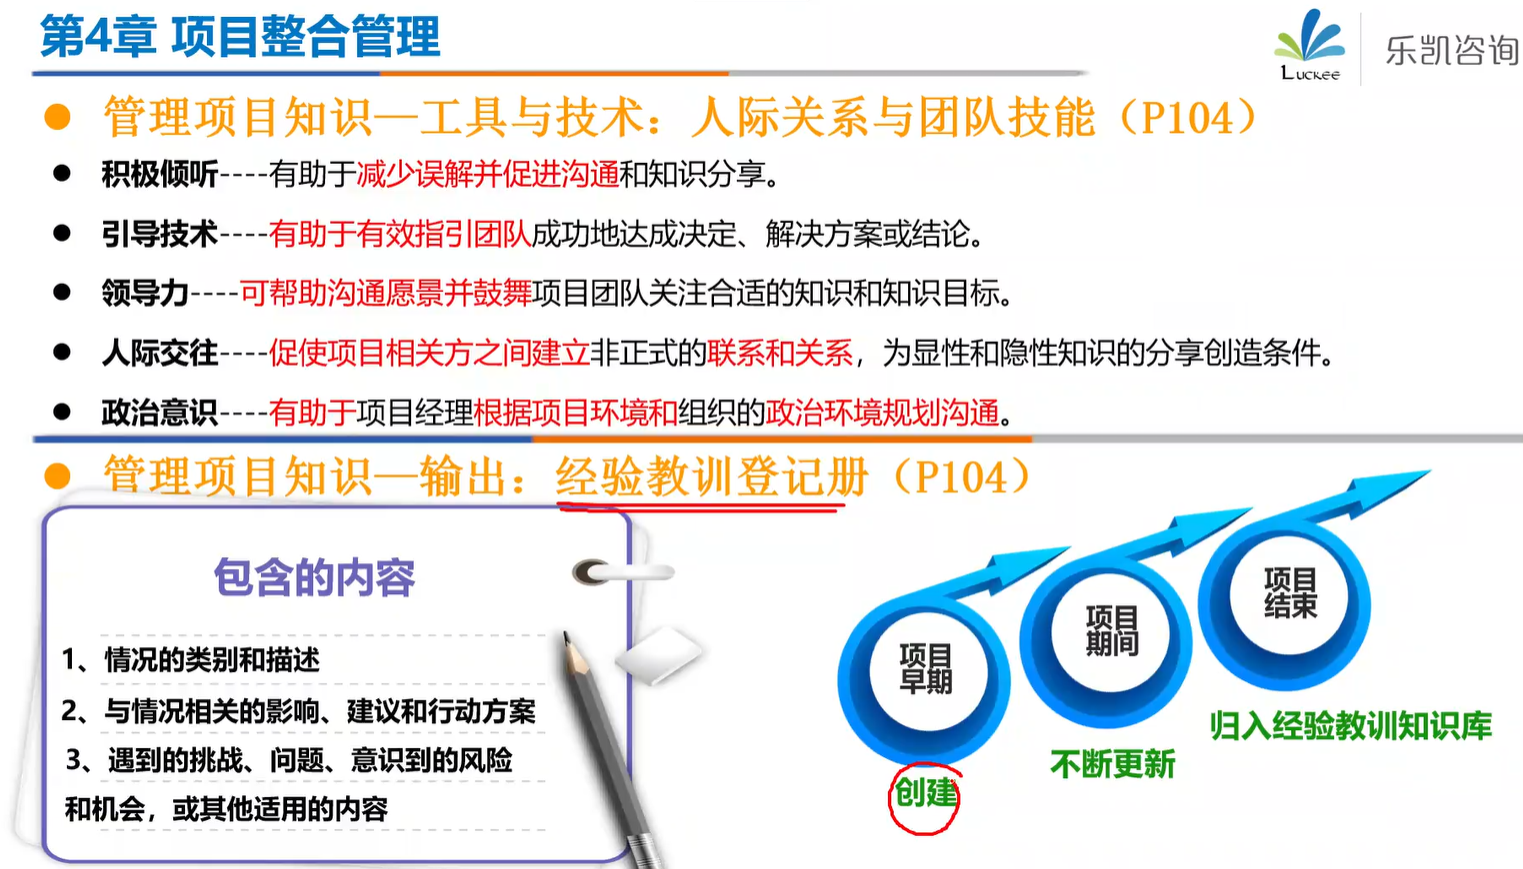 第4章 项目整合管理
Luckee
乐凯咨询
管理项目知识—工具与技术：人际关系与团队技能（P104）
积极倾听----有助于减少误解并促进沟通和知识分享。
引导技术----有助于有效指引团队成功地达成决定、解决方案或结论。
领导力----可帮助沟通愿景并鼓舞项目团队关注合适的知识和知识目标。
人际交往----促使项目相关方之间建立非正式的联系和关系，为显性和隐性知识的分享创造条件。
政治意识----有助于项目经理根据项目环境和组织的政治环境规划沟通。
管理项目知识—输出：经验教训登记册（P104）
包含的内容
1、情况的类别和描述
2、与情况相关的影响、建议和行动方案
3、遇到的挑战、问题、意识到的风险
和机会，或其他适用的内容
项目
早期
创建
项目
期间
不断更新
项目
结束
归入经验教训知识库